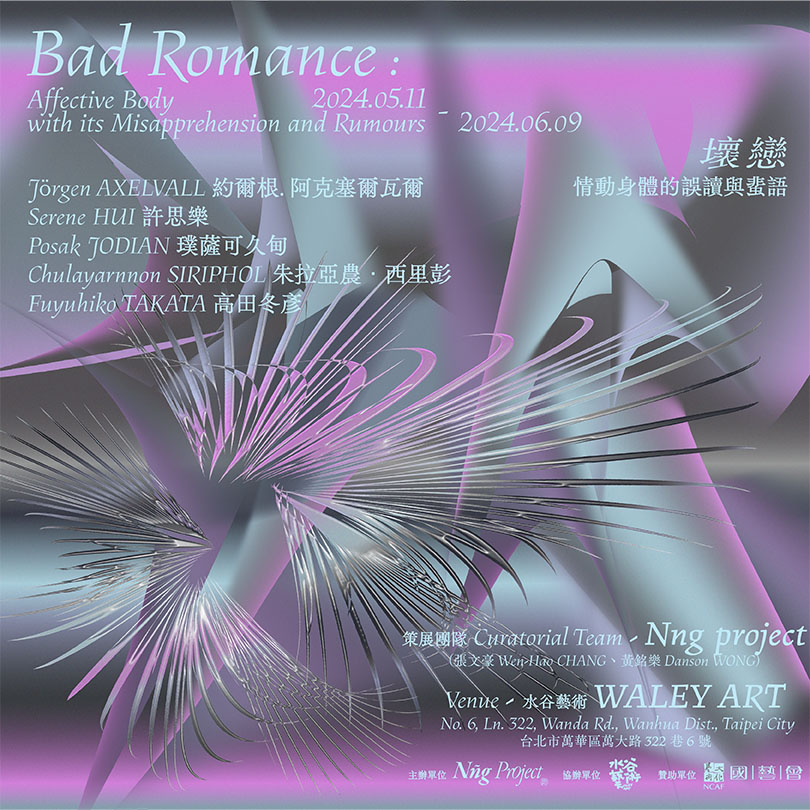 Bad Romance :
Affective Body 2024.05.11
with its Misapprehension and Rumours - 2024.06.09
壞戀
情動身體的誤讀與蜚語
Jörgen AXELVALL 約爾根. 阿克塞爾瓦爾
Serene HUI 許思樂
Posak JODIAN 璞薩可久甸
Chulayarnnon SIRIPHOL 朱拉亞農．西里彭
Fuyuhiko TAKATA 高田冬彥
策展團隊 Curatorial Team - Nng project
(張文豪 Wen-Hao CHANG、黃銘樂 Danson WONG)
Venue - 水谷藝術 WALEY ART
No. 6, Ln. 322, Wanda Rd., Wanhua Dist., Taipei City
台北市萬華區萬大路 322 巷 6 號
主辦單位 Nñg Project 協辦單位 水谷藝術 贊助單位 NCAF 國|藝|會